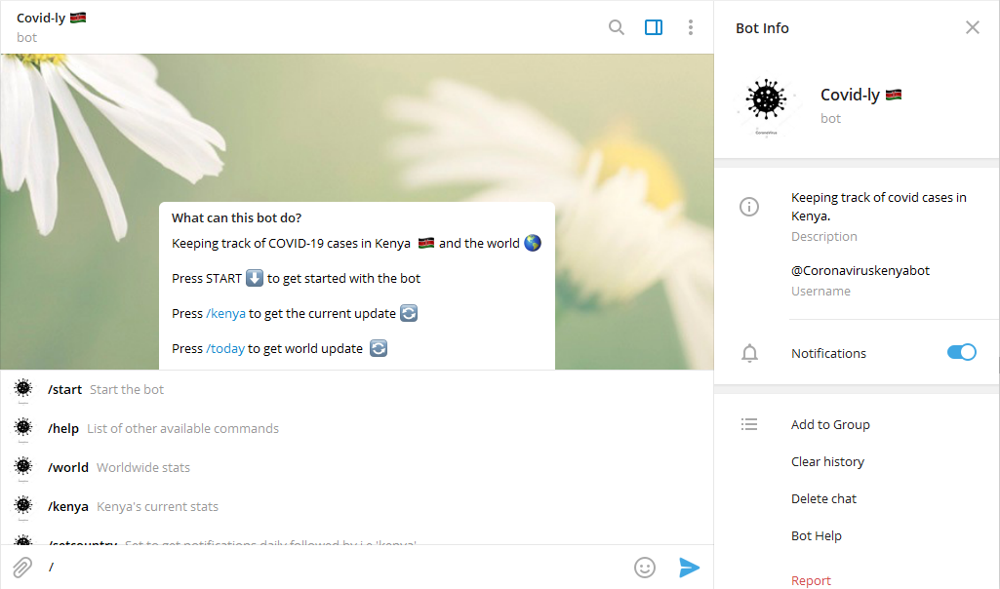 Covid-ly 🇰🇪
bot
What can this bot do?
Keeping track of COVID-19 cases in Kenya 🇰🇪 and the world 🌎
Press START ⬇️ to get started with the bot
Press /kenya to get the current update 🔄
Press /today to get world update 🔄
/start Start the bot
/help List of other available commands
/world Worldwide stats
/kenya Kenya's current stats
/setcountry Set to get notifications daily followed by i.e 'kenya'
/
Bot Info
Covid-ly 🇰🇪
bot
Keeping track of covid cases in
Kenya.
Description
@Coronaviruskenyabot
Username
Notifications
Add to Group
Clear history
Delete chat
Bot Help
Report